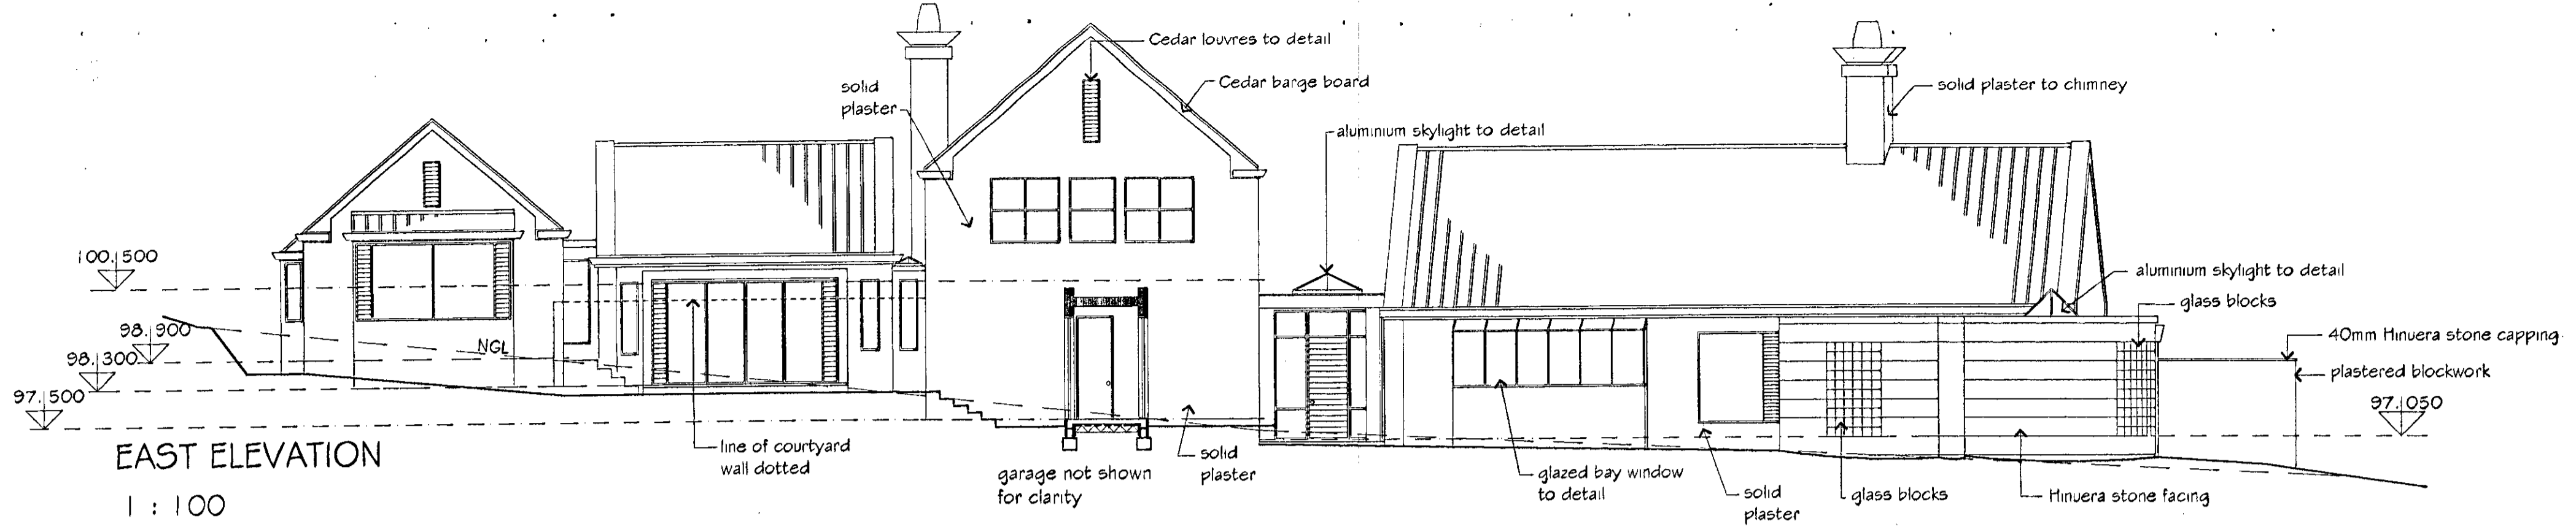 Cedar louvres to detail
Cedar barge board
solid
plaster
solid plaster to chimney
aluminium skylight to detail
100.500
98.900
98.300
97.500
NGL
aluminium skylight to detail
glass blocks
40mm Hinuera stone capping
plastered blockwork
97.050
EAST ELEVATION
1 : 100
line of courtyard
wall dotted
garage not shown
for clarity
solid
plaster
glazed bay window
to detail
solid
plaster
glass blocks
Hinuera stone facing